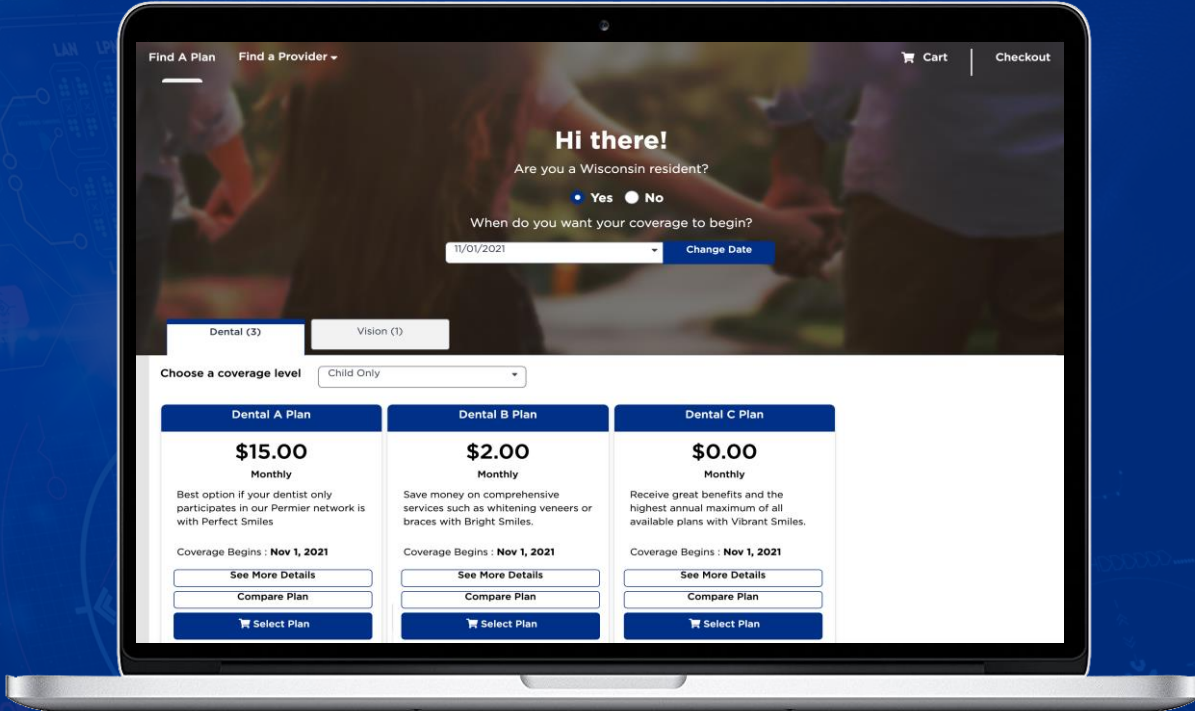 LAN
Find A Plan Find a Provider Cart Checkout
Hi there!
Are you a Wisconsin resident?
Yes No
When do you want your coverage to begin?
11/01/2021 Change Date
Dental (3) Vision (1)
Choose a coverage level Child Only
Dental A Plan Dental B Plan Dental C Plan
$15.00 $2.00 $0.00
Monthly Monthly Monthly
Best option if your dentist only Save money on comprehensive Receive great benefits and the
participates in our Permier network is services such as whitening veneers or highest annual maximum of all
with Perfect Smiles braces with Bright Smiles. available plans with Vibrant Smiles.
Coverage Begins : Nov 1, 2021 Coverage Begins : Nov 1, 2021 Coverage Begins : Nov 1, 2021
See More Details See More Details See More Details
Compare Plan Compare Plan Compare Plan
Select Plan Select Plan Select Plan